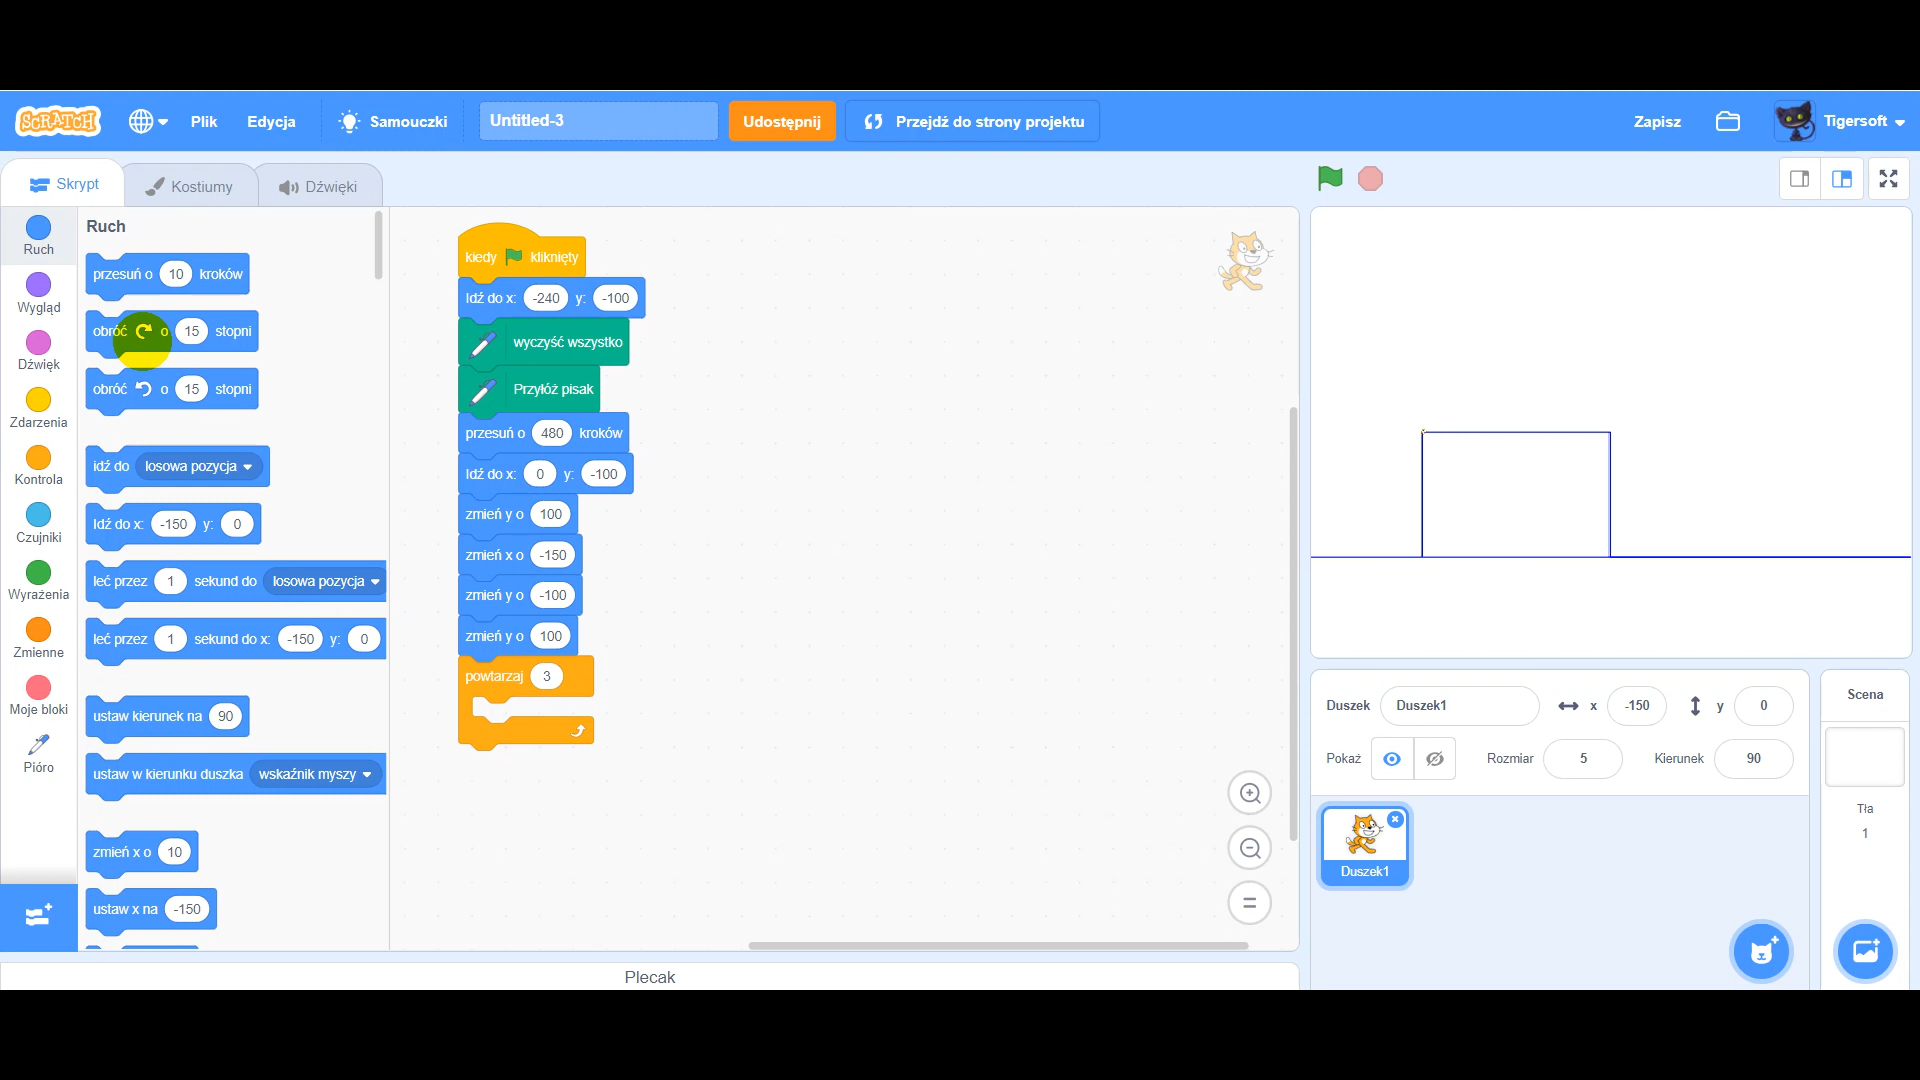 SCRATCH Plik Edycja Samouczki Untitled-3 Udostępnij Przejdź do strony projektu Zapisz Tigersoft
Skrypt Kostiumy Dźwięki
Ruch
Wygląd
Dźwięk
Zdarzenia
Kontrola
Czujniki
Wyrażenia
Zmienne
Moje bloki
Pióro
Ruch
przesuń o 10 kroków
obróć o 15 stopni
obróć o 15 stopni
idź do losowa pozycja
Idź do x: -150 y: 0
leć przez 1 sekund do losowa pozycja
leć przez 1 sekund do x: -150 y: 0
ustaw kierunek na 90
ustaw w kierunku duszka wskaźnik myszy
zmień x o 10
ustaw x na -150
kiedy kliknięty
Idź do x: -240 y: -100
wyczyść wszystko
Przyłóż pisak
przesuń o 480 kroków
Idź do x: 0 y: -100
zmień y o 100
zmień x o -150
zmień y o -100
zmień y o 100
powtarzaj 3
Plecak
Duszek Duszek1 x -150 y 0
Pokaż Rozmiar 5 Kierunek 90
Duszek1
Scena
Tła
1